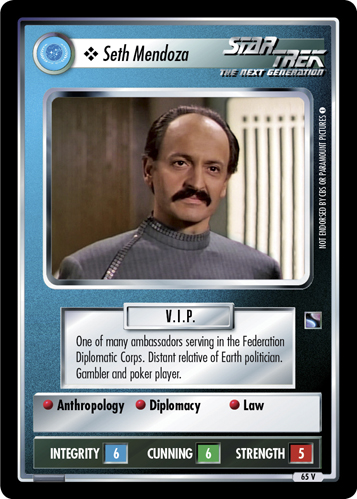 ❖ Seth Mendoza
STAR TREK
THE NEXT GENERATION
NOT ENDORSED BY CBS OR PARAMOUNT PICTURES
V.I.P.
One of many ambassadors serving in the Federation
Diplomatic Corps. Distant relative of Earth politician.
Gambler and poker player.
Anthropology Diplomacy Law
INTEGRITY 6 CUNNING 6 STRENGTH 5
65 V